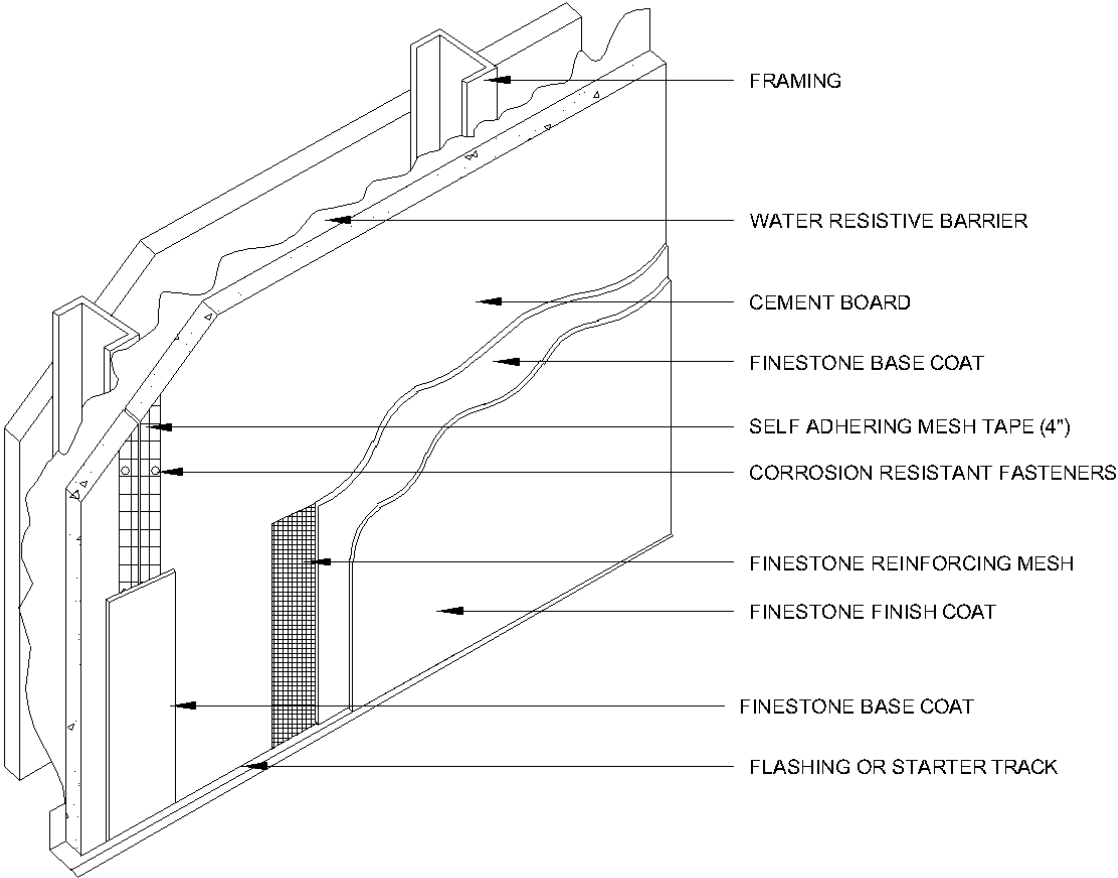 FRAMING
WATER RESISTIVE BARRIER
CEMENT BOARD
FINESTONE BASE COAT
SELF ADHERING MESH TAPE (4")
CORROSION RESISTANT FASTENERS
FINESTONE REINFORCING MESH
FINESTONE FINISH COAT
FINESTONE BASE COAT
FLASHING OR STARTER TRACK